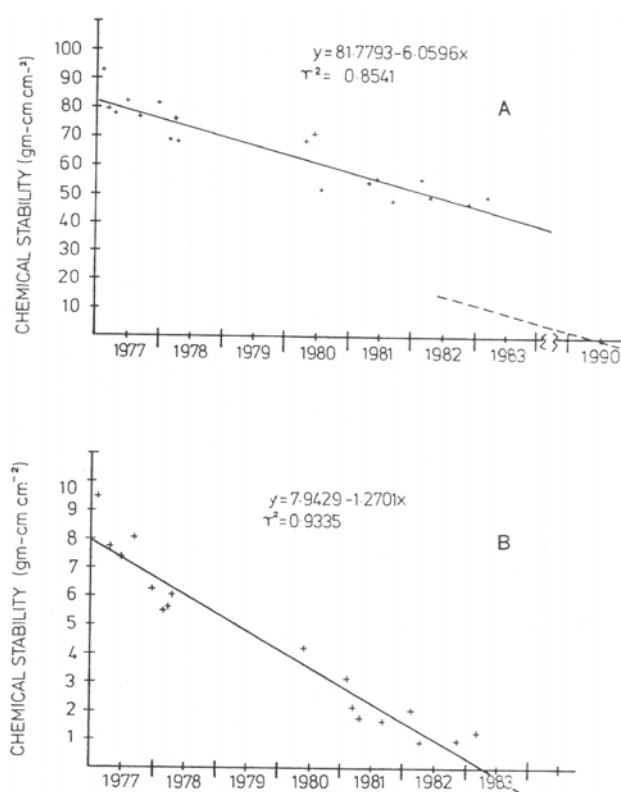 CHEMICAL STABILITY (gm-cm cm-²)
100
90
80
70
60
50
40
30
20
10
y=81.7793-6.0596x
r²= 0.8541
A
1977 1978 1979 1980 1981 1982 1983 1990
CHEMICAL STABILITY (gm-cm cm-²)
10
9
8
7
6
5
4
3
2
1
y=7.9429-1.2701x
r²=0.9335
B
1977 1978 1979 1980 1981 1982 1983